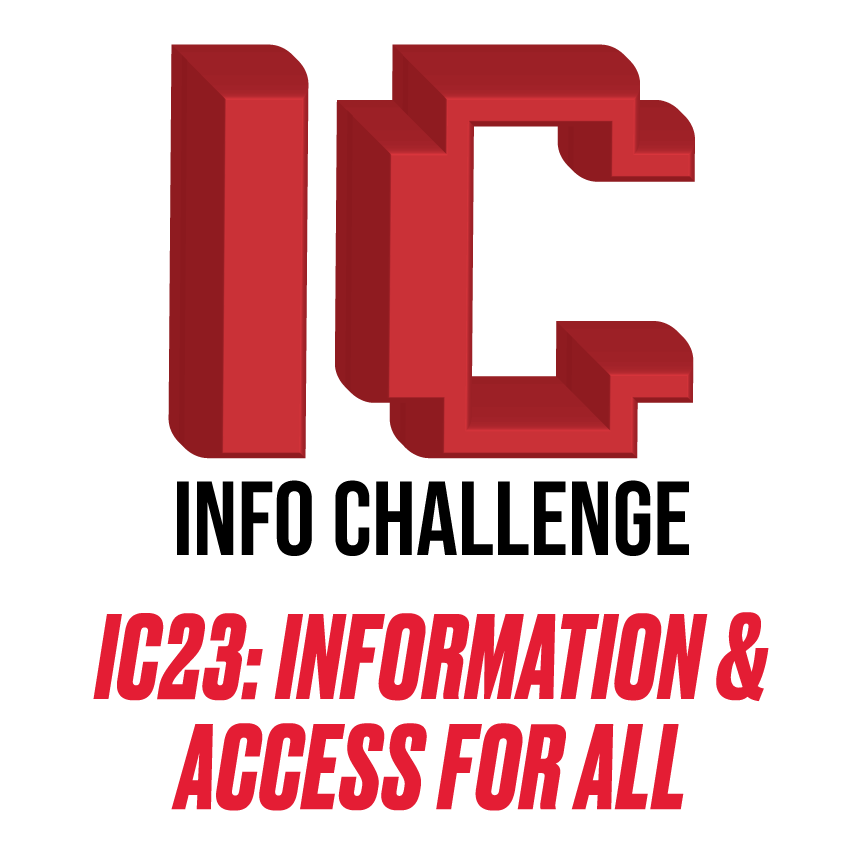 IC
INFO CHALLENGE
IC23: INFORMATION &
ACCESS FOR ALL